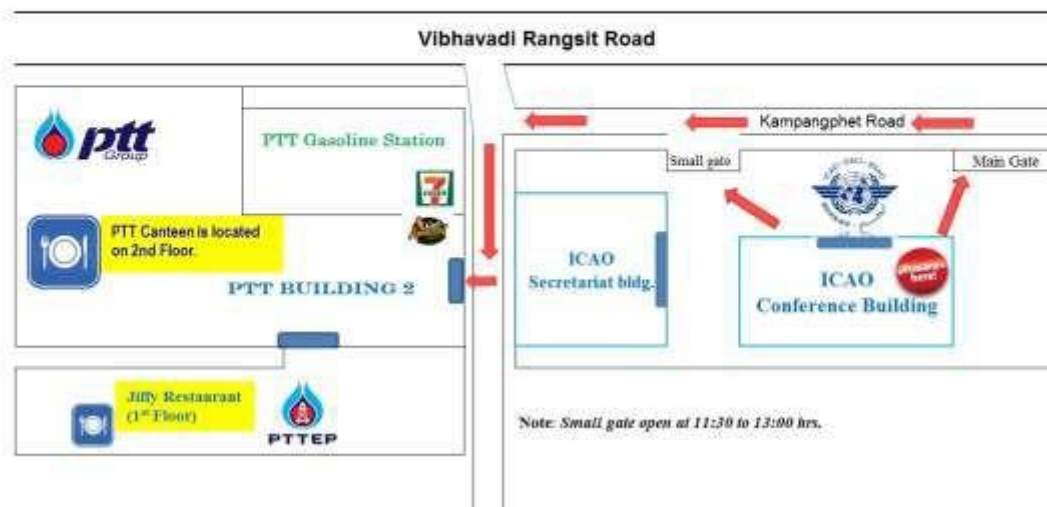 Vibhavadi Rangsit Road
ptt
Group
PTT Gasoline Station
7
Kampangphet Road
Small gate
Main Gate
PTT Canteen is located
on 2nd Floor.
PTT BUILDING 2
ICAO
Secretariat bldg.
ICAO
Conference Building
Jiffy Restaurant
(1st Floor)
PTTEP
Note: Small gate open at 11:30 to 13:00 hrs.